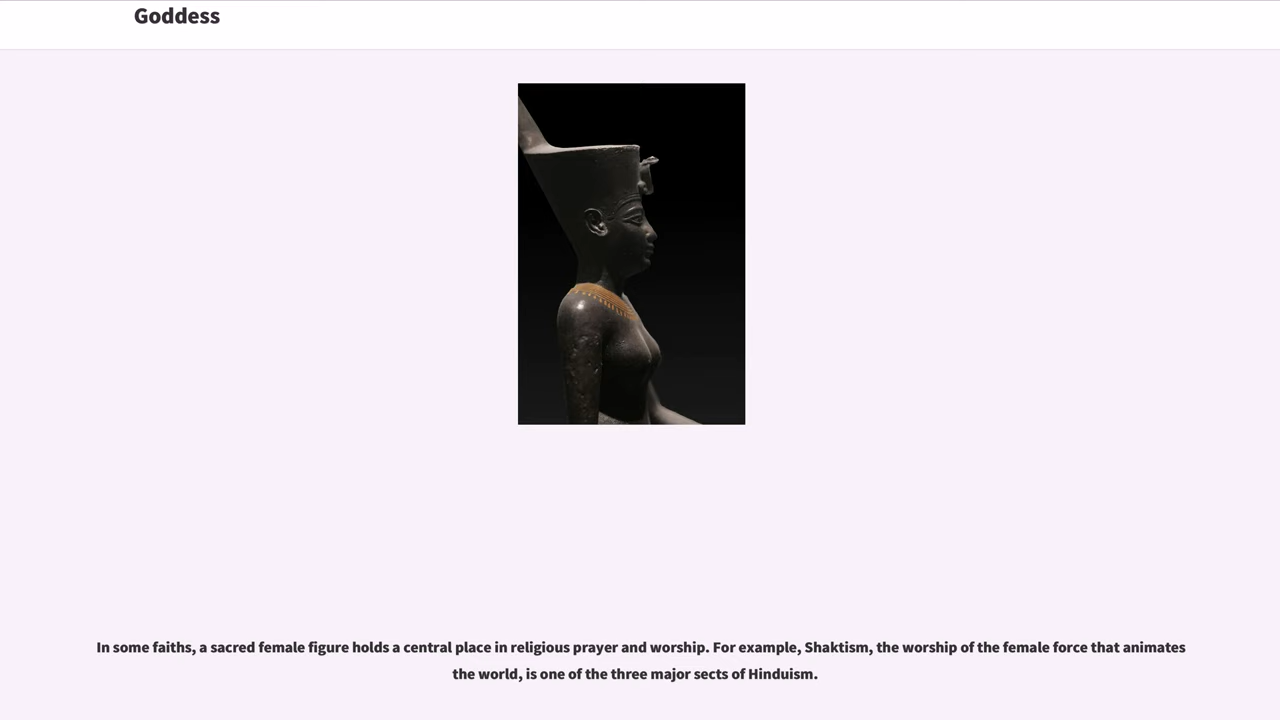 Goddess
In some faiths, a sacred female figure holds a central place in religious prayer and worship. For example, Shaktism, the worship of the female force that animates
the world, is one of the three major sects of Hinduism.